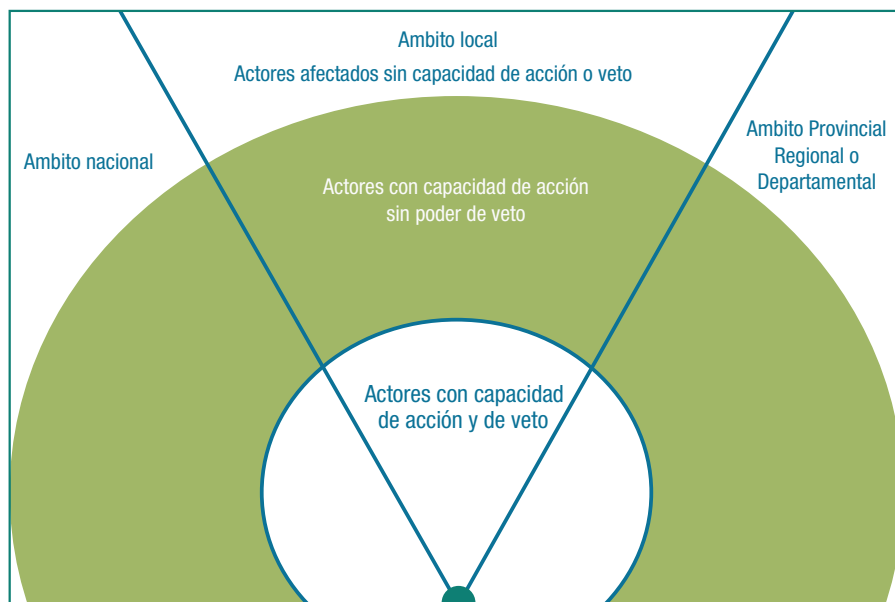 Ambito local
Actores afectados sin capacidad de acción o veto
Ambito nacional
Ambito Provincial
Regional o
Departamental
Actores con capacidad de acción
sin poder de veto
Actores con capacidad
de acción y de veto